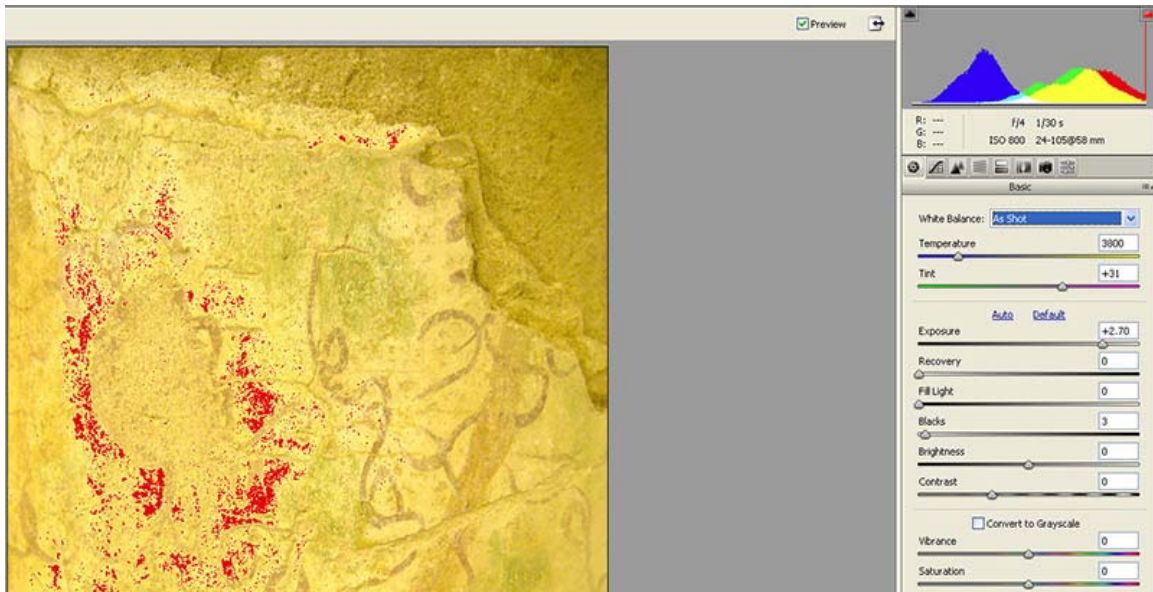 Preview
R: ---
G: ---
B: ---
f/4 1/30 s
ISO 800 24-105@58 mm
Basic
White Balance: As Shot
Temperature 3800
Tint +31
Auto Default
Exposure +2.70
Recovery 0
Fill Light 0
Blacks 3
Brightness 0
Contrast 0
Convert to Grayscale
Vibrance 0
Saturation 0